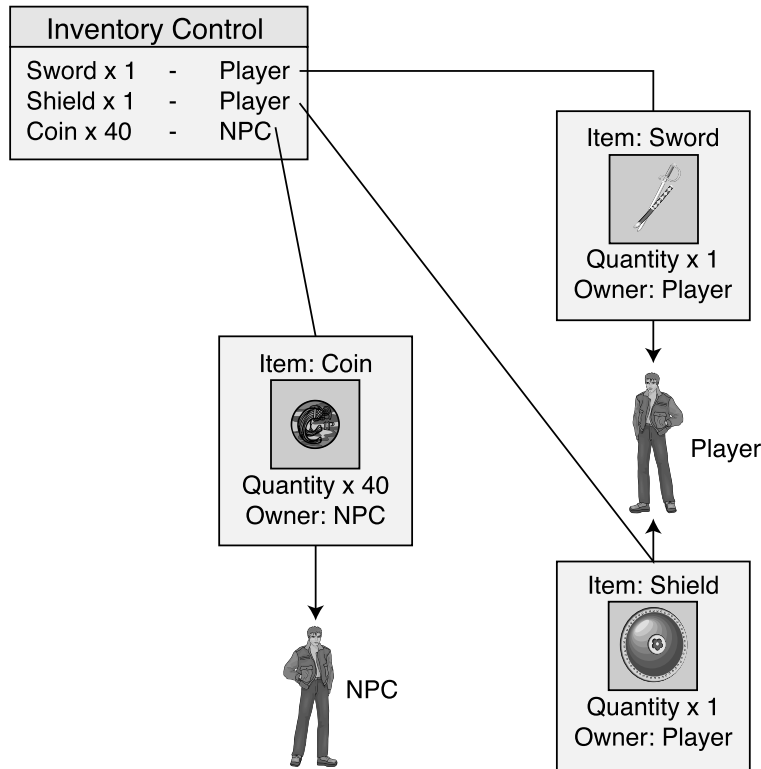 Inventory Control
Sword x 1 - Player
Shield x 1 - Player
Coin x 40 - NPC
Item: Sword
Quantity x 1
Owner: Player
Item: Coin
Quantity x 40
Owner: NPC
Player
Item: Shield
Quantity x 1
Owner: Player
NPC